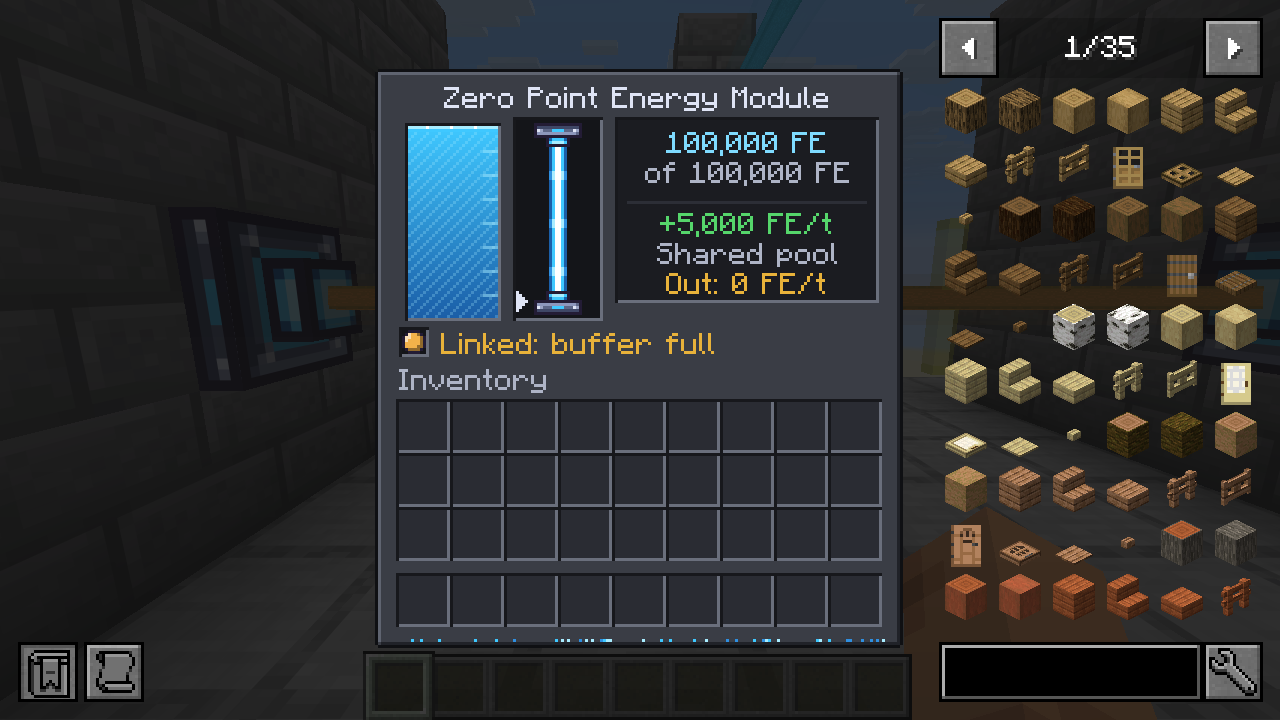 Zero Point Energy Module
100,000 FE
of 100,000 FE
+5,000 FE/t
Shared pool
Out: 0 FE/t
Linked: buffer full
Inventory
1/35